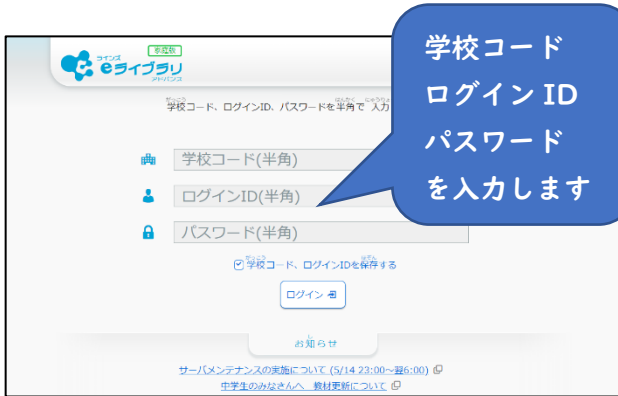 家庭版
ラインズ
eライブラリ
アドバンス
学校コード、ログインID、パスワードを半角で 入力
学校コード(半角)
ログインID(半角)
パスワード(半角)
学校コード、ログインIDを保存する
ログイン
お知らせ
サーバメンテナンスの実施について (5/14 23:00～翌6:00)
中学生のみなさんへ 教材更新について
学校コード
ログイン ID
パスワード
を入力します